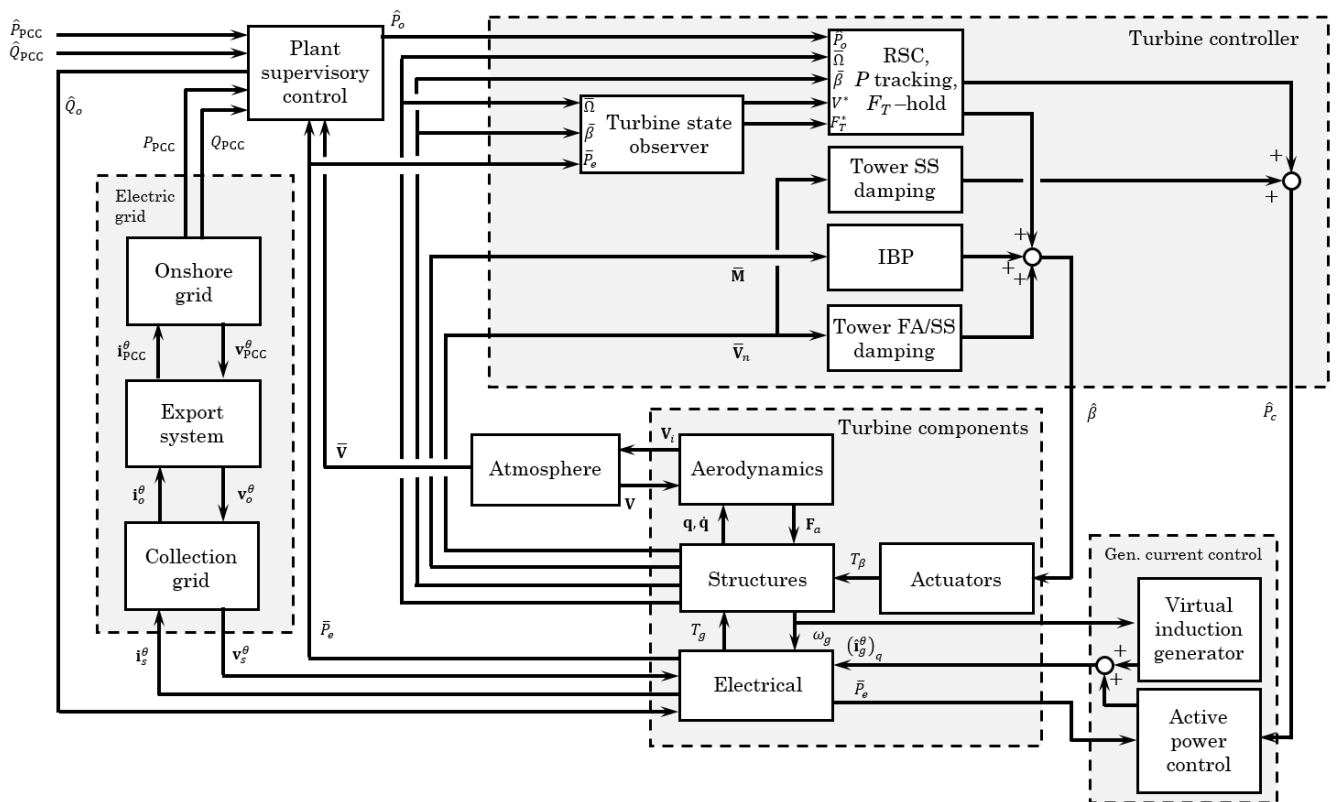 P̂_PCC
Q̂_PCC
Q̂_o
Plant
supervisory
control
P̂_o
Turbine controller
P̂_o
Ω̄
β̄
V*
F_T*
RSC,
P tracking,
F_T−hold
Ω̄
β̄
P̄_e
Turbine state
observer
P_PCC
Q_PCC
Tower SS
damping
+
+
Electric
grid
Onshore
grid
M̄
IBP
+
+
+
V̄_n
Tower FA/SS
damping
i^θ_PCC
v^θ_PCC
Export
system
β̂
P̂_c
Turbine components
V̄
Atmosphere
V_i
V
Aerodynamics
i^θ_o
v^θ_o
q, q̇
F_a
Collection
grid
Structures
T_β
Actuators
Gen. current control
Virtual
induction
generator
P̄_e
T_g
ω_g
(î^θ_g)_q
+
+
i^θ_s
v^θ_s
Electrical
P̄_e
Active
power
control